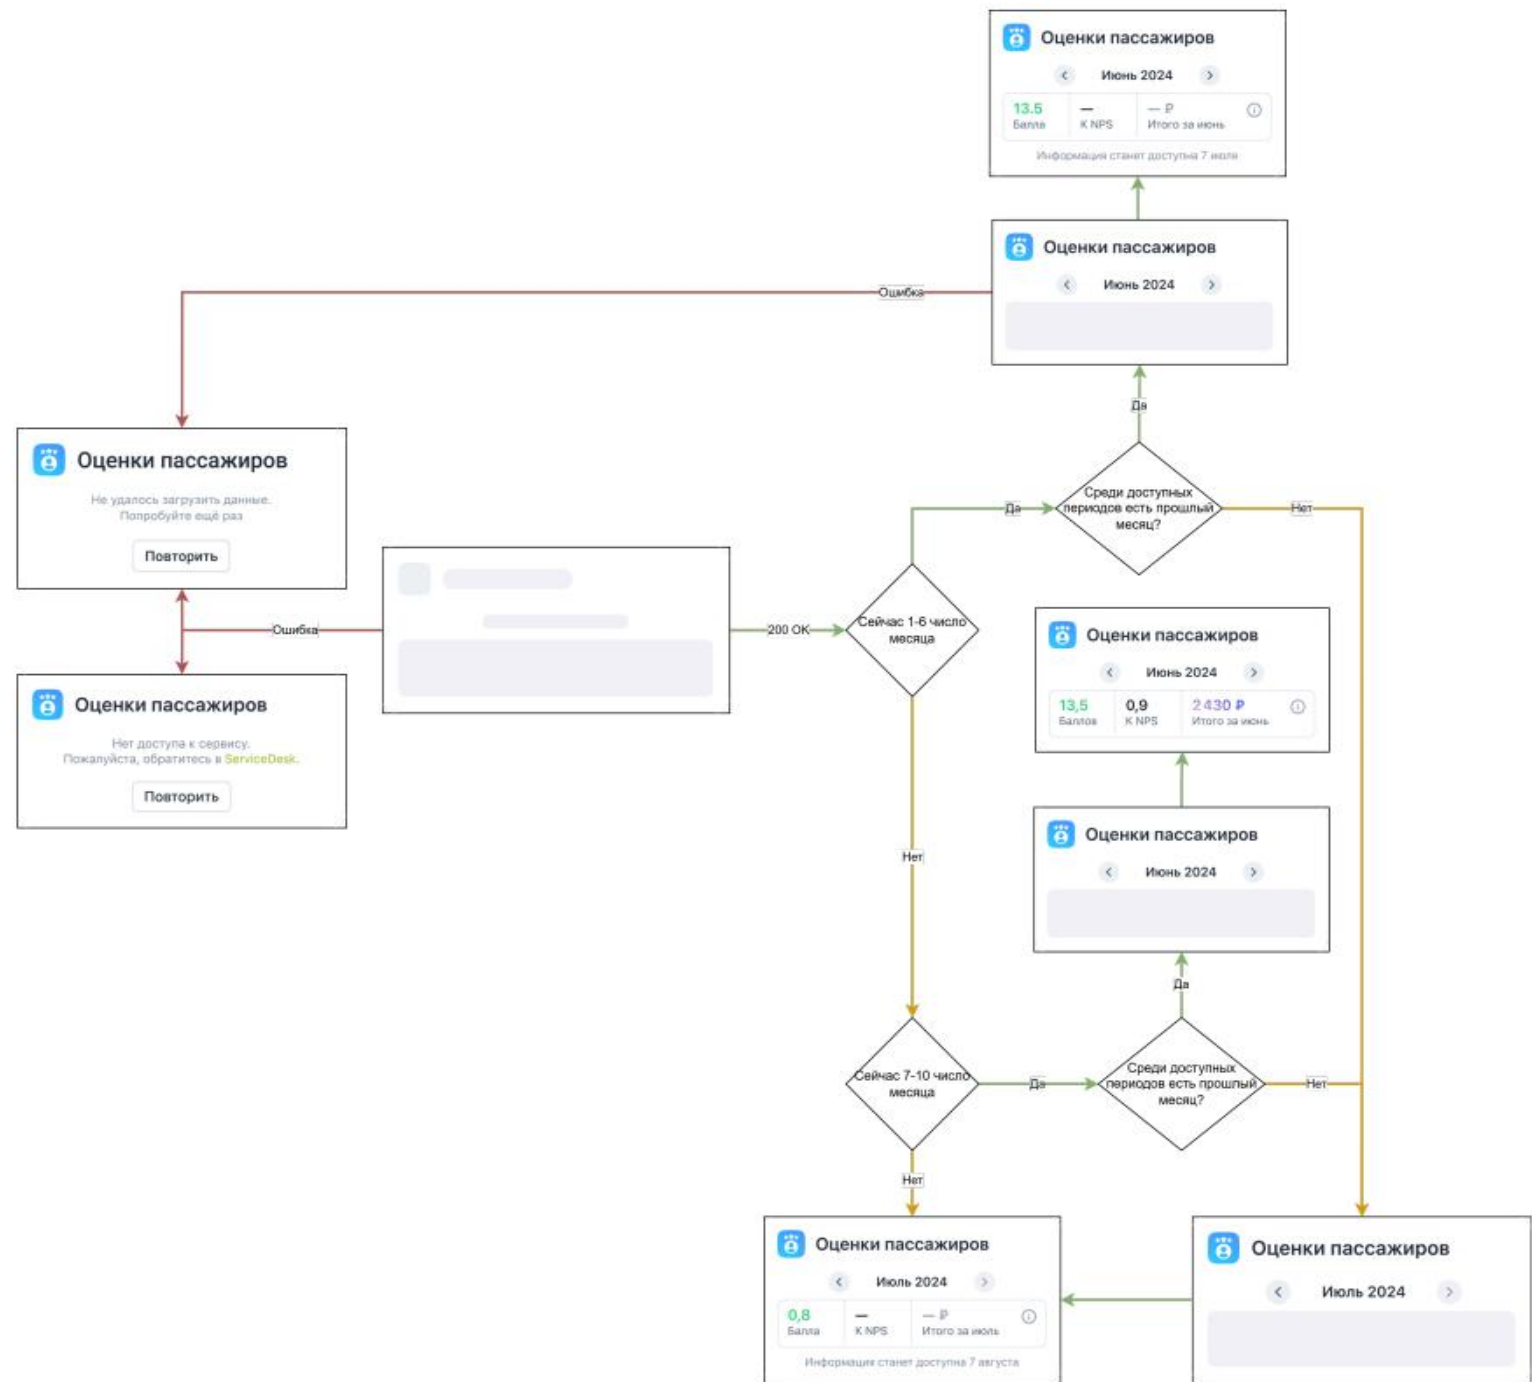 Оценки пассажиров
Июнь 2024
13.5
—
— ₽
Балла
K NPS
Итого за июнь
Информация станет доступна 7 июля
Оценки пассажиров
Июнь 2024
Ошибка
Да
Оценки пассажиров
Не удалось загрузить данные.
Попробуйте ещё раз
Повторить
Среди доступных
периодов есть прошлый
месяц?
Да
Нет
Ошибка
200 OK
Сейчас 1-6 число
месяца
Оценки пассажиров
Июнь 2024
13,5
0,9
2 430 ₽
Баллов
K NPS
Итого за июнь
Оценки пассажиров
Нет доступа к сервису.
Пожалуйста, обратитесь в ServiceDesk.
Повторить
Нет
Оценки пассажиров
Июнь 2024
Да
Сейчас 7-10 число
месяца
Да
Среди доступных
периодов есть прошлый
месяц?
Нет
Нет
Оценки пассажиров
Июль 2024
0,8
—
— ₽
Балла
K NPS
Итого за июль
Информация станет доступна 7 августа
Оценки пассажиров
Июль 2024